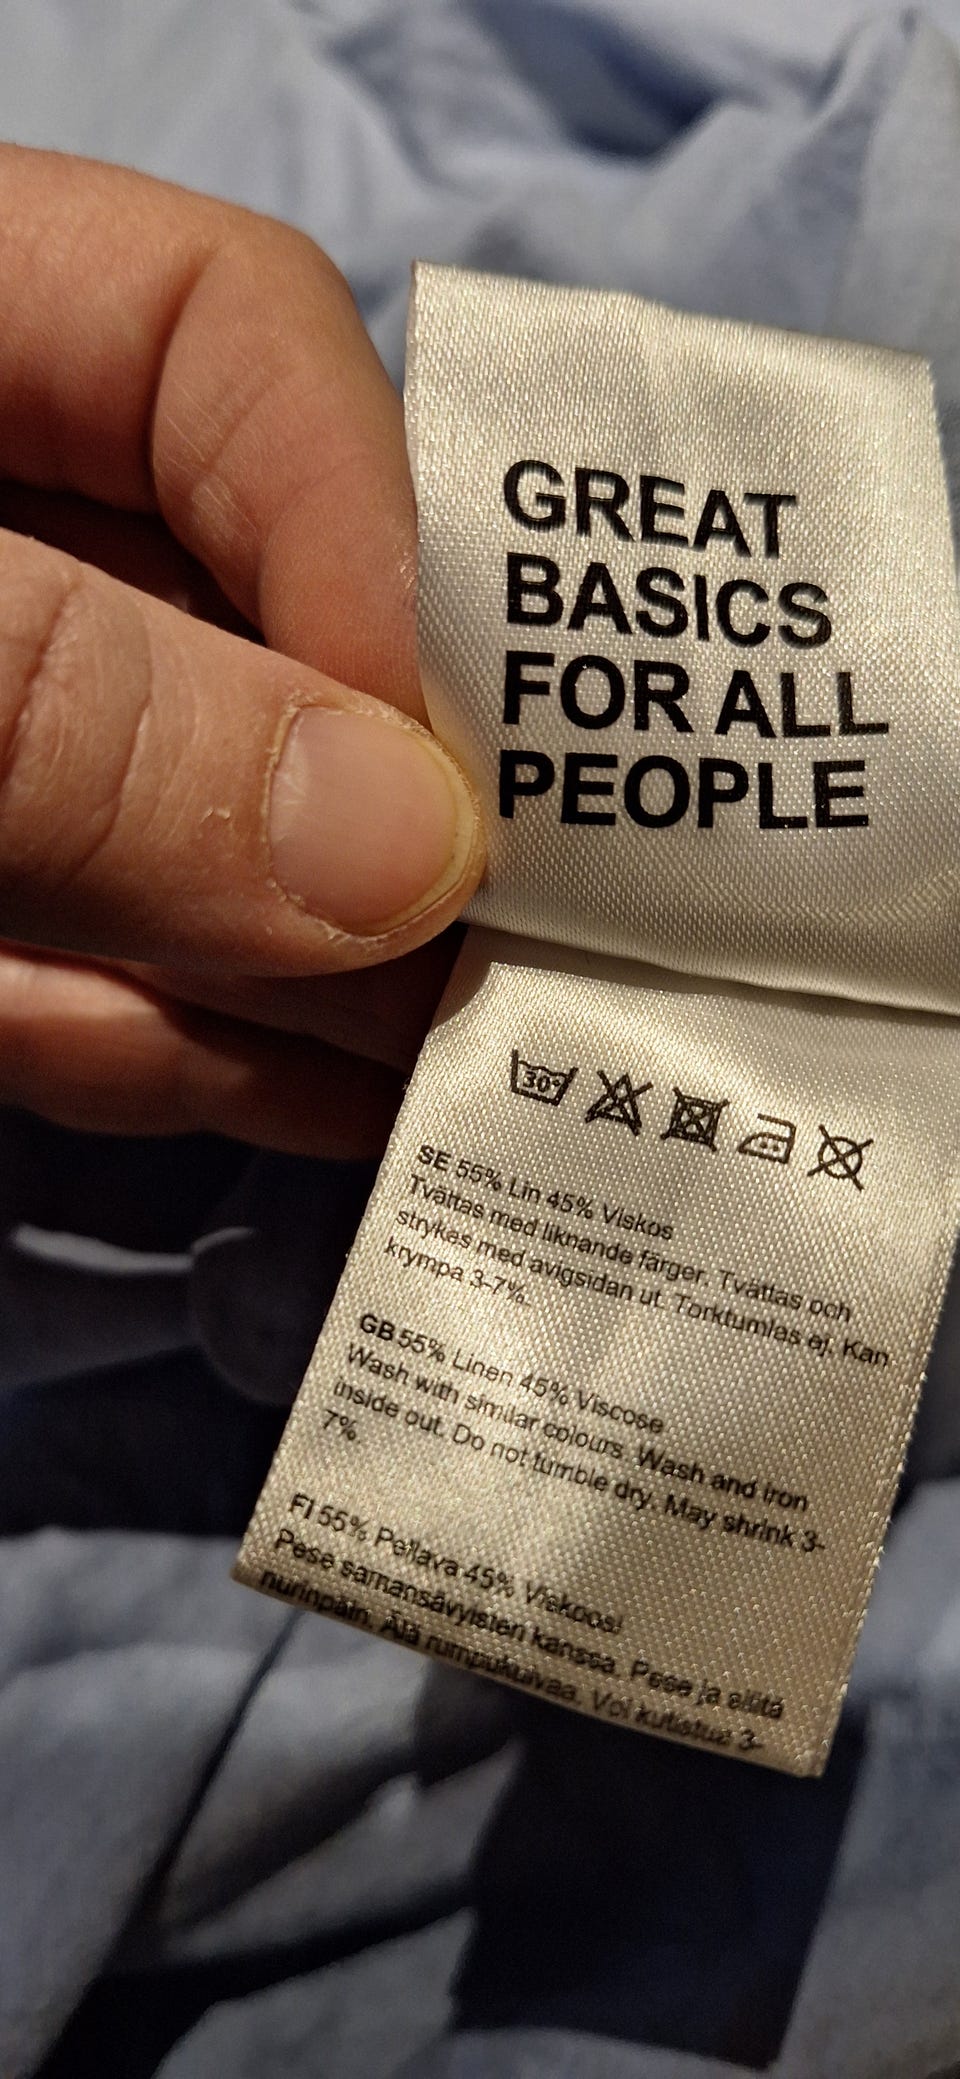 GREAT
BASICS
FOR ALL
PEOPLE
30°
SE 55% Lin 45% Viskos
Tvättas med liknande färger. Tvättas och
strykes med avigsidan ut. Torktumlas ej. Kan
krympa 3-7%.
GB 55% Linen 45% Viscose
Wash with similar colours. Wash and iron
inside out. Do not tumble dry. May shrink 3-
7%.
FI 55% Pellava 45% Viskoosi
Pese samansävyisten kanssa. Pese ja silitä
nurinpäin. Älä rumpukuivaa. Voi kutistua 3-